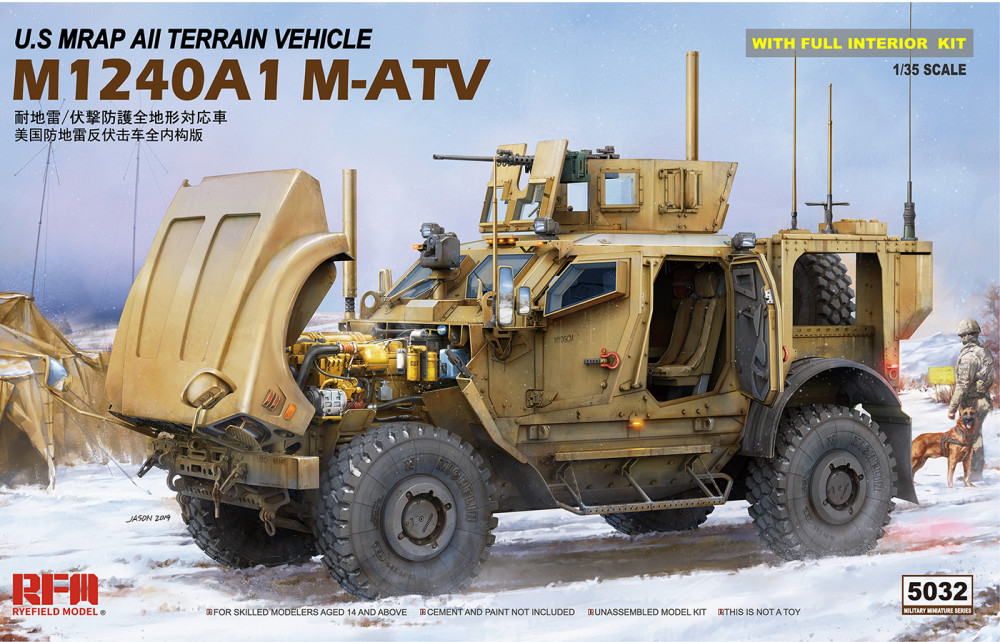 U.S MRAP All TERRAIN VEHICLE
M1240A1 M-ATV
耐地雷/伏撃防護全地形対応車
美国防地雷反伏击车全内构版
WITH FULL INTERIOR KIT
1/35 SCALE
JASON 2019
RFM
RYEFIELD MODEL®
FOR SKILLED MODELERS AGED 14 AND ABOVE
CEMENT AND PAINT NOT INCLUDED
UNASSEMBLED MODEL KIT
THIS IS NOT A TOY
5032
MILITARY MINIATURE SERIES